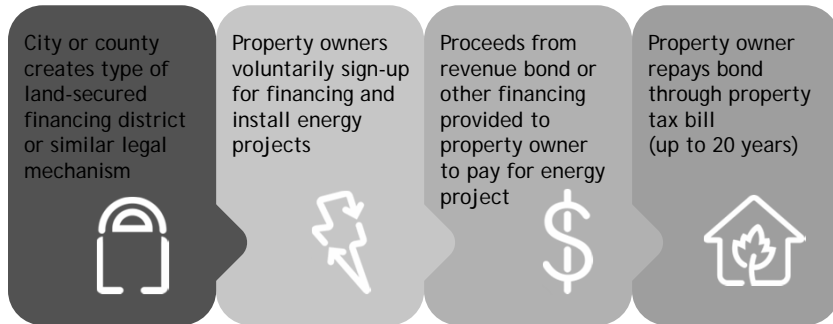 City or county
creates type of
land-secured
financing district
or similar legal
mechanism
Property owners
voluntarily sign-up
for financing and
install energy
projects
Proceeds from
revenue bond or
other financing
provided to
property owner
to pay for energy
project
Property owner
repays bond
through property
tax bill
(up to 20 years)